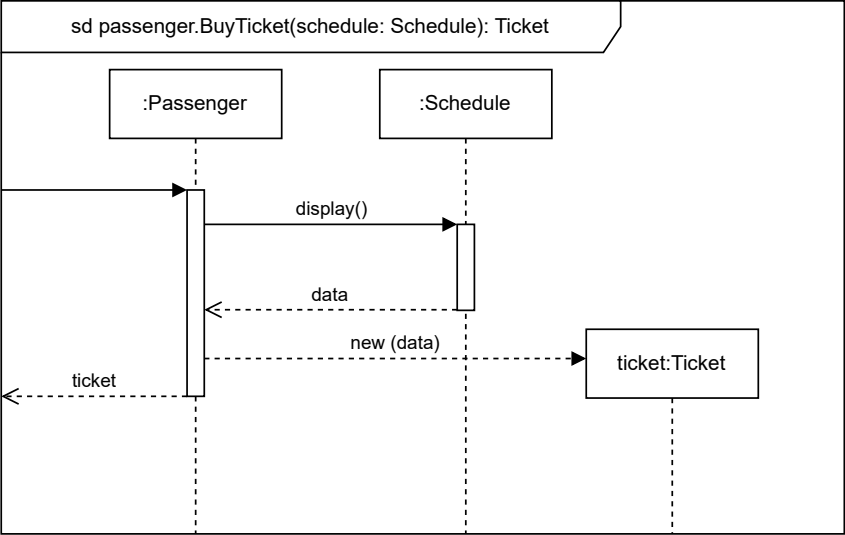 sd passenger.BuyTicket(schedule: Schedule): Ticket
:Passenger
:Schedule
display()
data
new (data)
ticket:Ticket
ticket